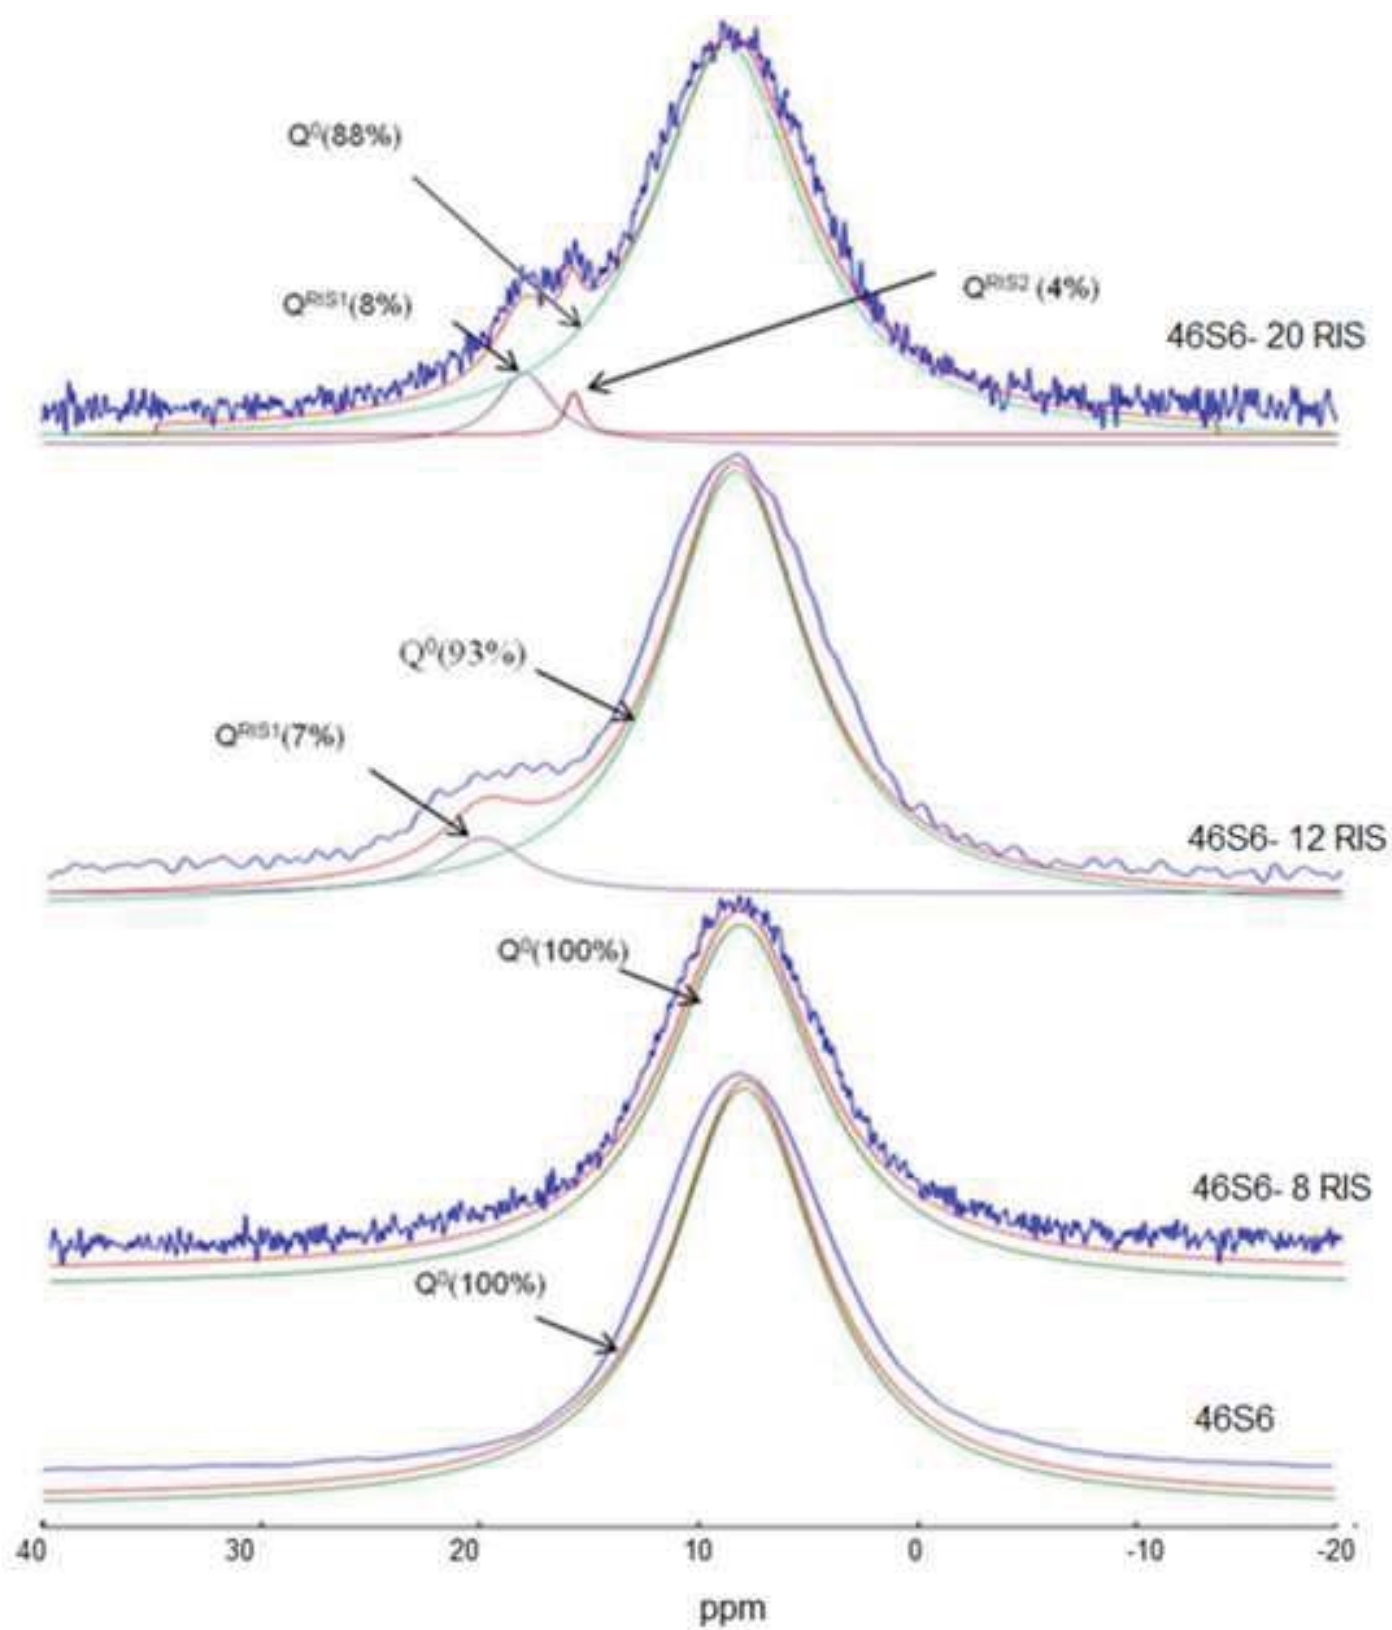 Q⁰(88%)
Q^RIS1(8%)
Q^RIS2 (4%)
46S6- 20 RIS
Q⁰(93%)
Q^RIS1(7%)
46S6- 12 RIS
Q⁰(100%)
46S6- 8 RIS
Q⁰(100%)
46S6
40 30 20 10 0 -10 -20
ppm